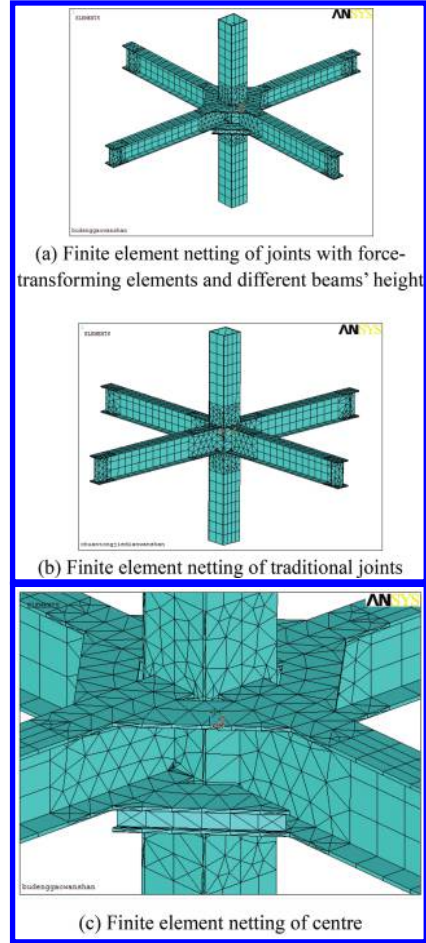 ELEMENTS
ANSYS
budenggaowanshan
(a) Finite element netting of joints with force-
transforming elements and different beams' height
ELEMENTS
ANSYS
chuantongjiedianwanshan
(b) Finite element netting of traditional joints
ELEMENTS
ANSYS
budenggaowanshan
(c) Finite element netting of centre